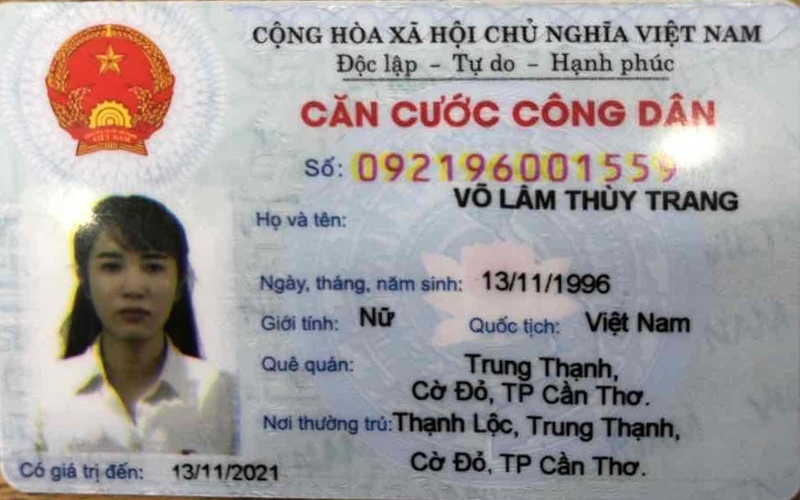 CỘNG HÒA XÃ HỘI CHỦ NGHĨA VIỆT NAM
Độc lập - Tự do - Hạnh phúc
CĂN CƯỚC CÔNG DÂN
Số: 092196001559
VÕ LÂM THÙY TRANG
Họ và tên:
Ngày, tháng, năm sinh: 13/11/1996
Giới tính: Nữ Quốc tịch: Việt Nam
Quê quán: Trung Thạnh,
Cờ Đỏ, TP Cần Thơ.
Nơi thường trú: Thạnh Lộc, Trung Thạnh,
Cờ Đỏ, TP Cần Thơ.
Có giá trị đến: 13/11/2021